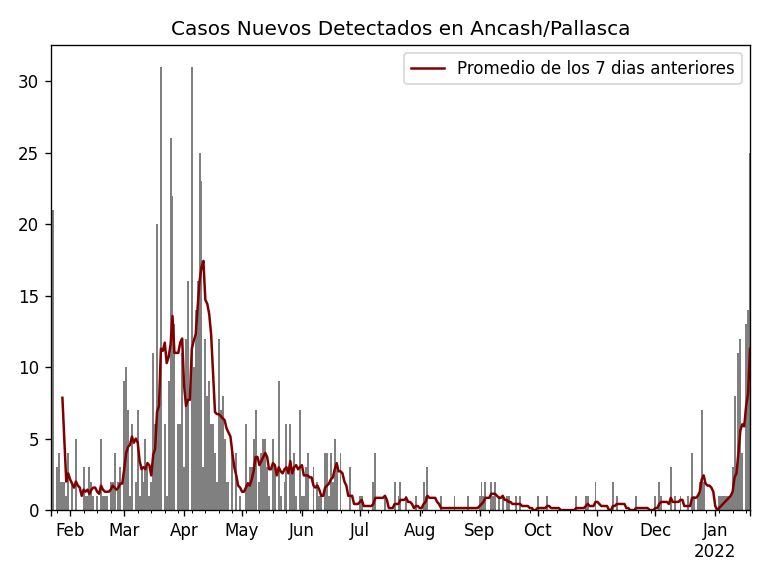 Casos Nuevos Detectados en Ancash/Pallasca
Promedio de los 7 dias anteriores
30
25
20
15
10
5
0
Feb Mar Apr May Jun Jul Aug Sep Oct Nov Dec Jan
2022